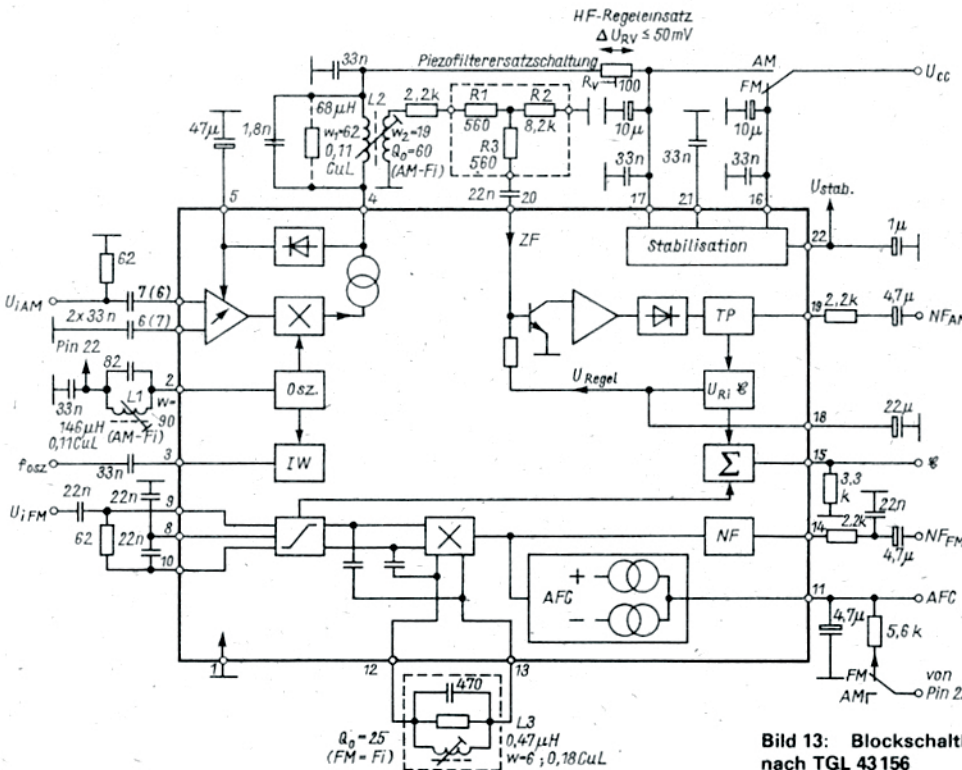 HF-Regeleinsatz
Δ U_RV ≤ 50mV
33n
Piezofilterersatzschaltung
R_v
100
AM
FM
U_CC
68µH
L2
2,2k
R1
R2
560
8,2k
R3
560
10µ
10µ
47µ
1,8n
w₁=62
0,11
CuL
w₂=19
Q₀=60
(AM-Fi)
33n
33n
33n
22n
20
5
4
17
21
16
U_stab.
ZF
Stabilisation
22
1µ
62
U_iAM
7 (6)
2x33n
6 (7)
TP
19
2,2k
4,7µ
NF_AM
Pin 22
82
2
Osz.
U_Regel
U_Ri
33n
L1
w=
90
146µH
0,11CuL
(AM-Fi)
18
22µ
f_osz
33n
3
IW
Σ
15
3,3
k
22n
22n
9
U_iFM
62
22n
8
10
NF
14
2,2k
22n
4,7µ
NF_FM
AFC
+
−
11
AFC
4,7µ
5,6k
1
12
13
FM
AM
von
Pin 2
470
Q₀=25
(FM=Fi)
L3
0,47µH
w=6 ; 0,18CuL
Bild 13: Blockschaltb
nach TGL 43156